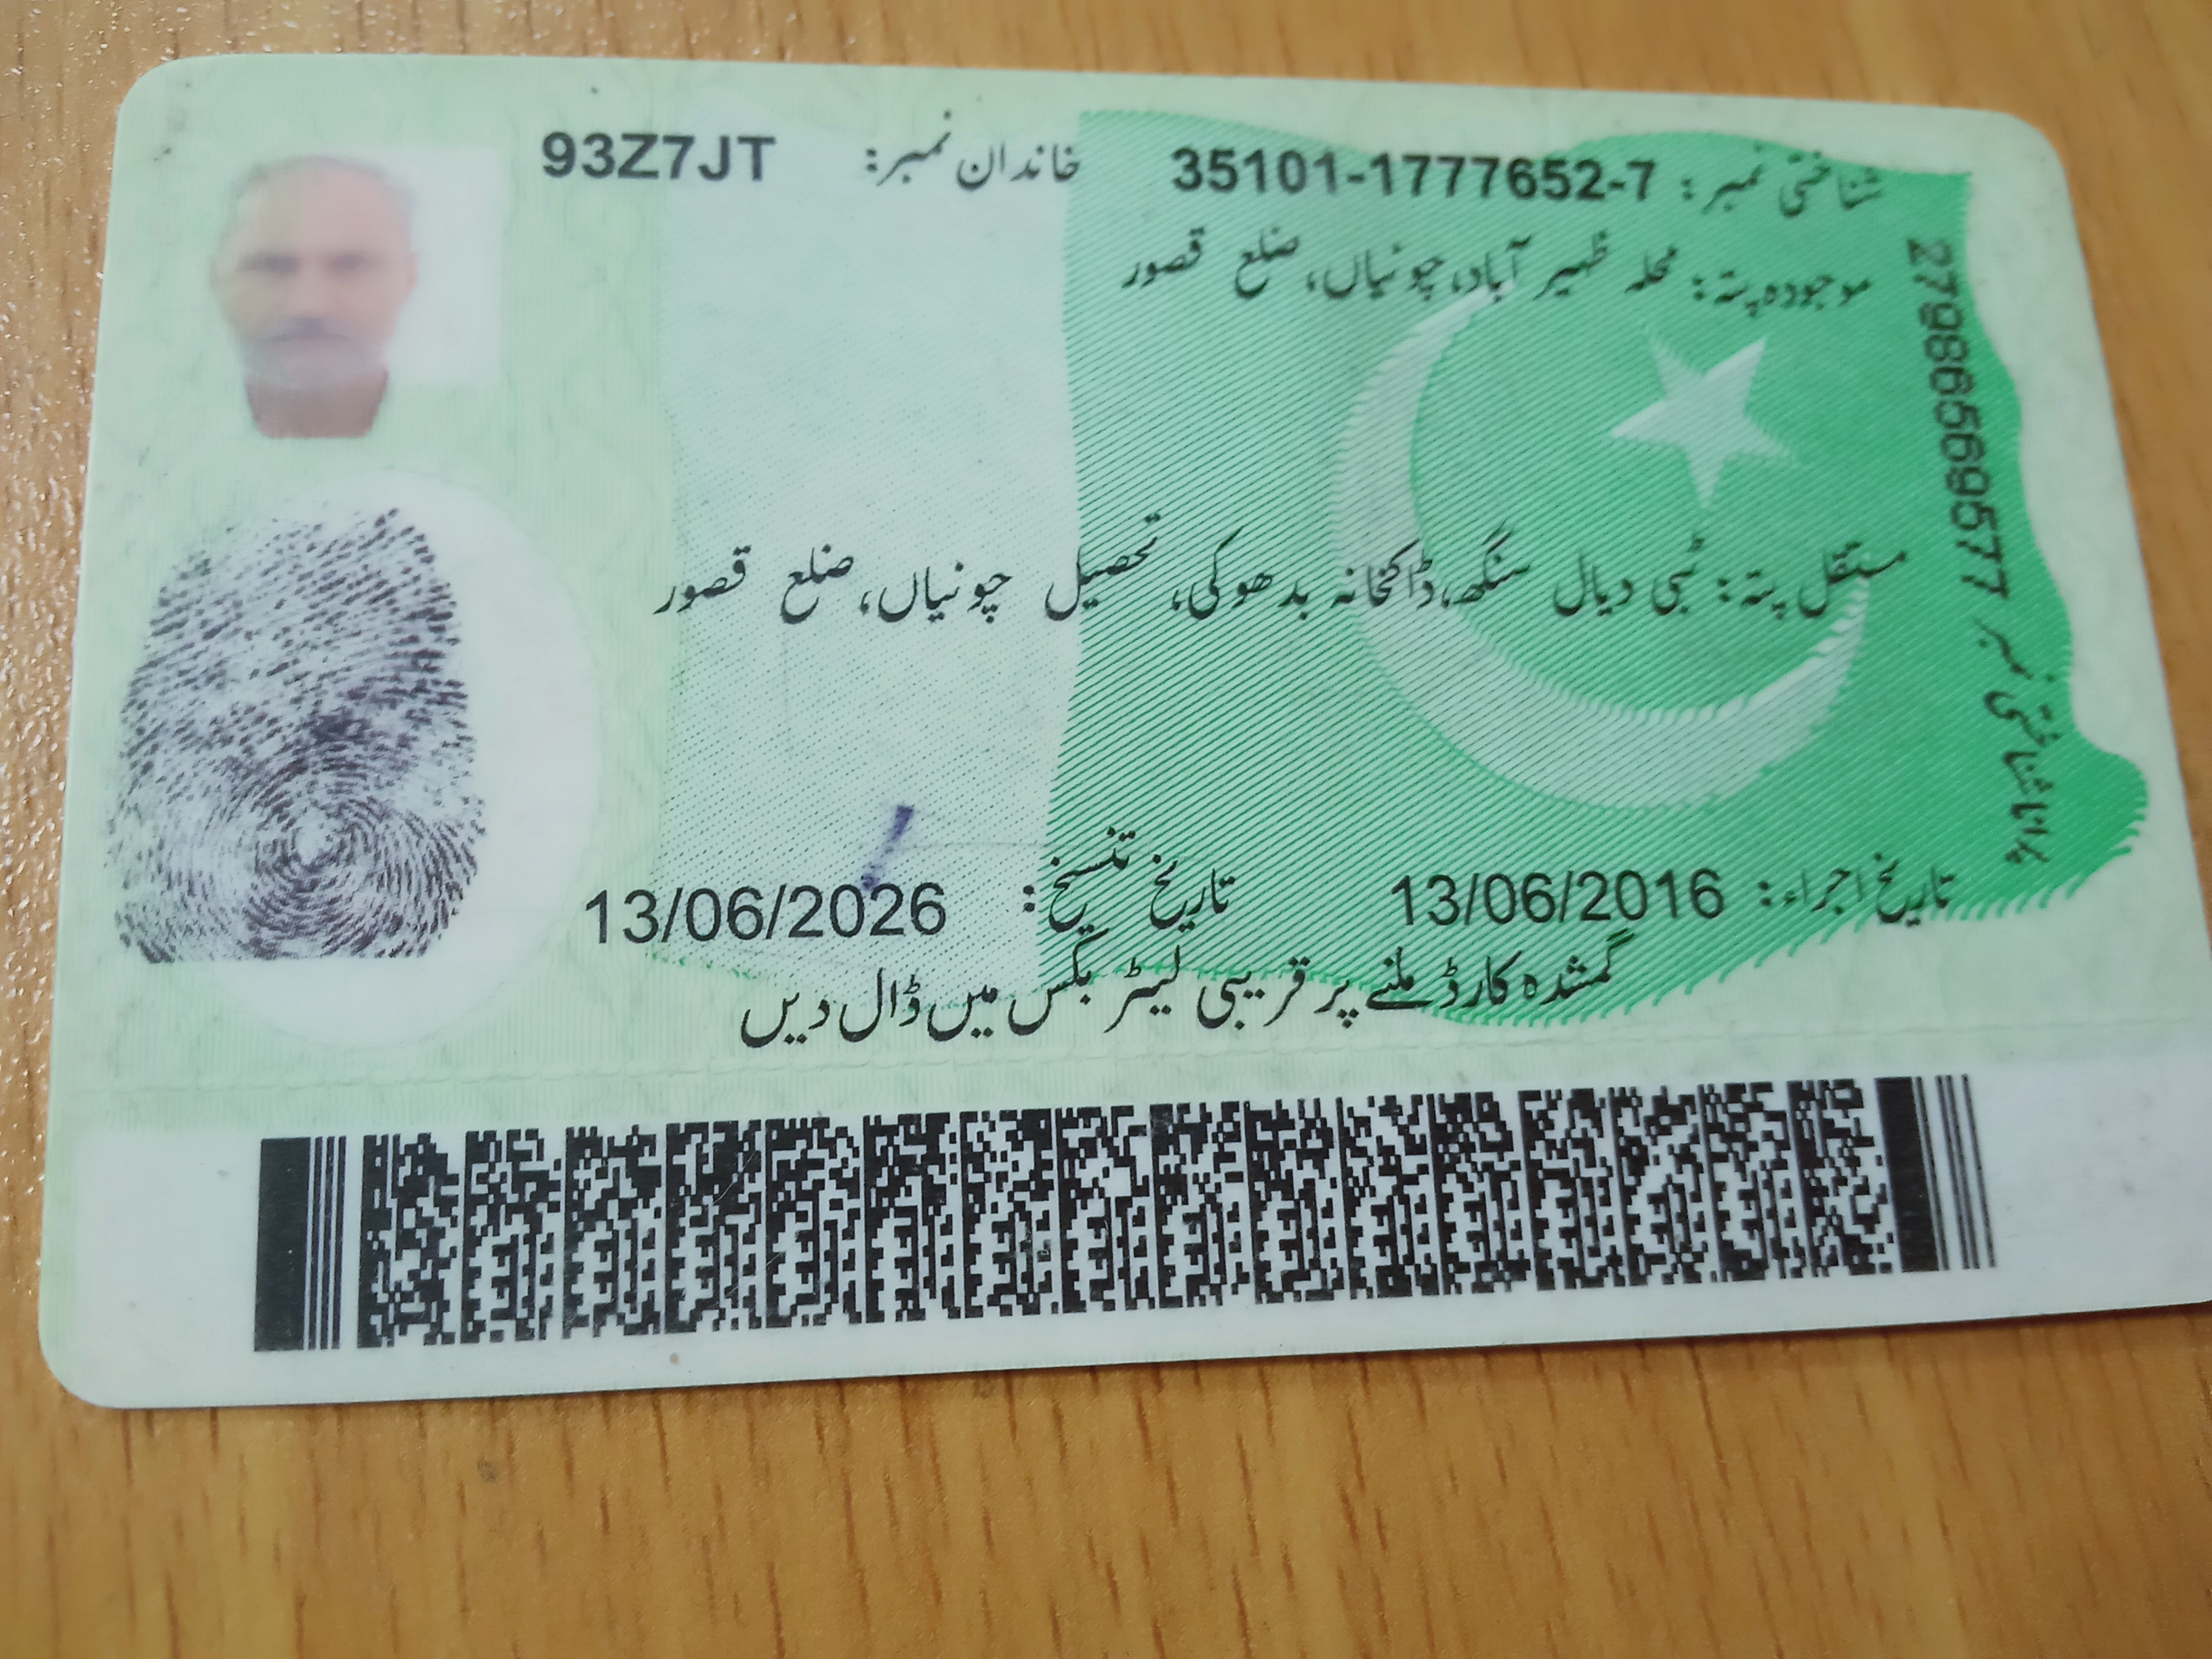 شناختی نمبر: 35101-1777652-7 خاندان نمبر: 93Z7JT
موجودہ پتہ: محلہ ظہیر آباد، چونیاں، ضلع قصور
مستقل پتہ: ٹبی دیال سنگھ، ڈاکخانہ بدھوکی، تحصیل چونیاں، ضلع قصور
تاریخ اجراء: 13/06/2016 تاریخ تنسیخ: 13/06/2026
گمشدہ کارڈ ملنے پر قریبی لیٹر بکس میں ڈال دیں
شناختی نمبر 27986569577